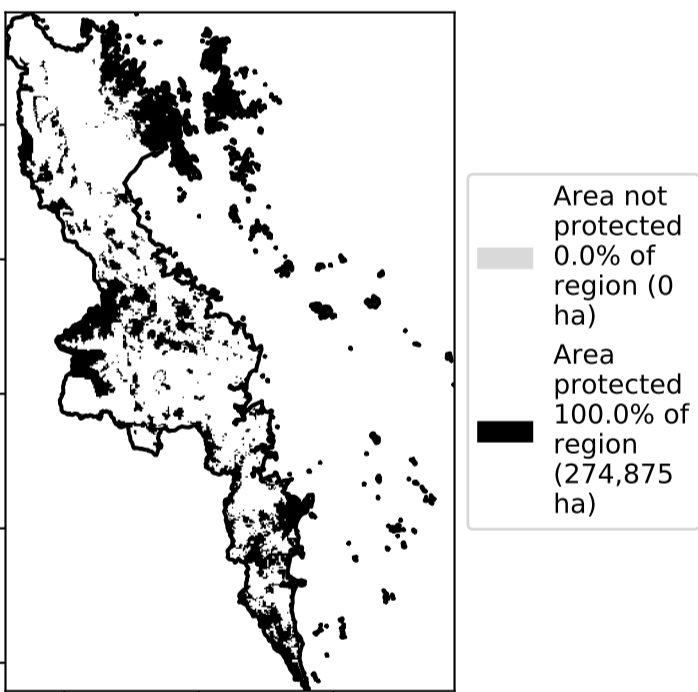 Area not
protected
0.0% of
region (0
ha)
Area
protected
100.0% of
region
(274,875
ha)